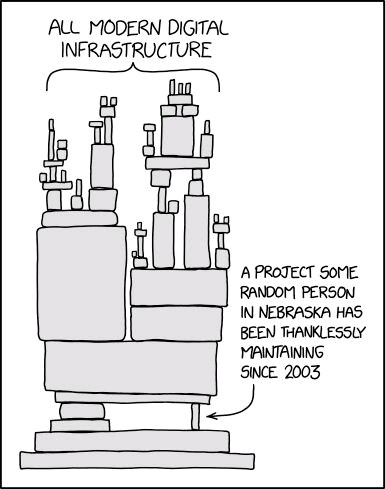 ALL MODERN DIGITAL
INFRASTRUCTURE
A PROJECT SOME
RANDOM PERSON
IN NEBRASKA HAS
BEEN THANKLESSLY
MAINTAINING
SINCE 2003